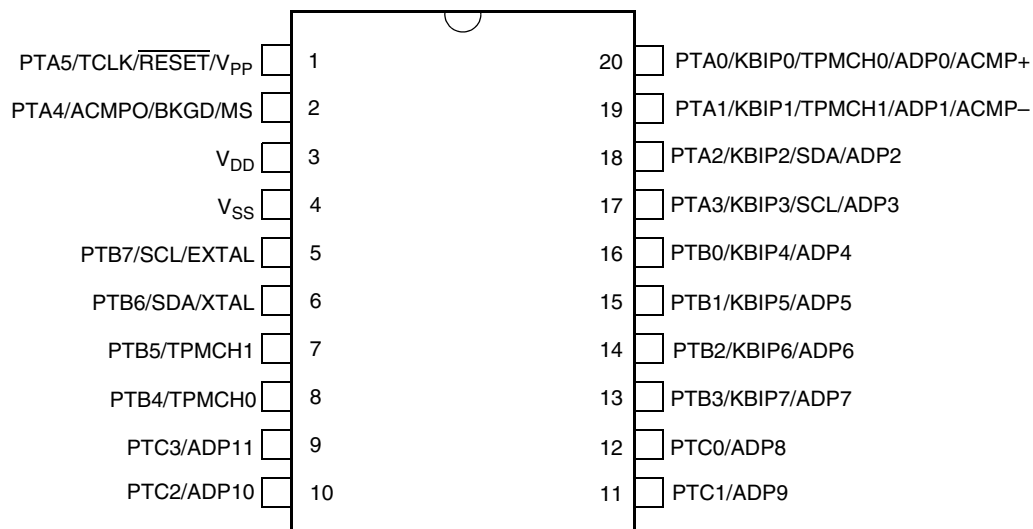 PTA5/TCLK/RESET/VPP 1 20 PTA0/KBIP0/TPMCH0/ADP0/ACMP+
PTA4/ACMPO/BKGD/MS 2 19 PTA1/KBIP1/TPMCH1/ADP1/ACMP–
VDD 3 18 PTA2/KBIP2/SDA/ADP2
VSS 4 17 PTA3/KBIP3/SCL/ADP3
PTB7/SCL/EXTAL 5 16 PTB0/KBIP4/ADP4
PTB6/SDA/XTAL 6 15 PTB1/KBIP5/ADP5
PTB5/TPMCH1 7 14 PTB2/KBIP6/ADP6
PTB4/TPMCH0 8 13 PTB3/KBIP7/ADP7
PTC3/ADP11 9 12 PTC0/ADP8
PTC2/ADP10 10 11 PTC1/ADP9